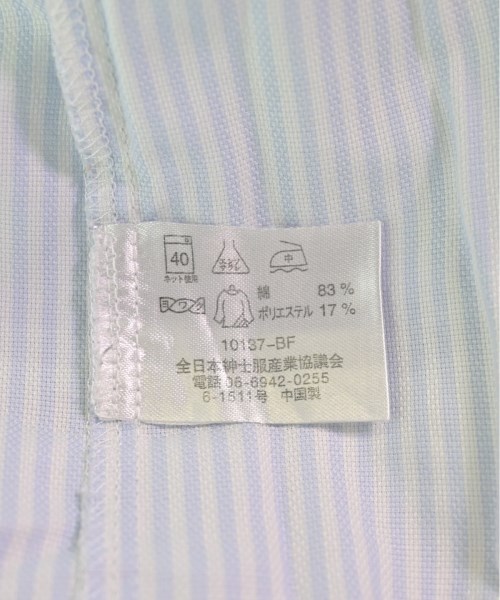 40
ネット使用
中
綿 83 %
ポリエステル 17 %
10137-BF
全日本紳士服産業協議会
電話 06-6942-0255
6-1511号 中国製